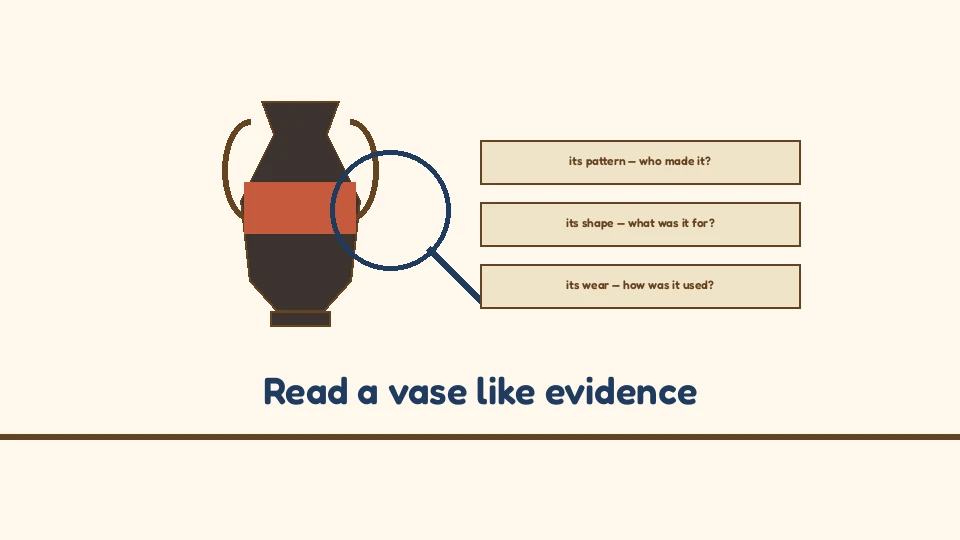 its pattern – who made it?
its shape – what was it for?
its wear – how was it used?
Read a vase like evidence